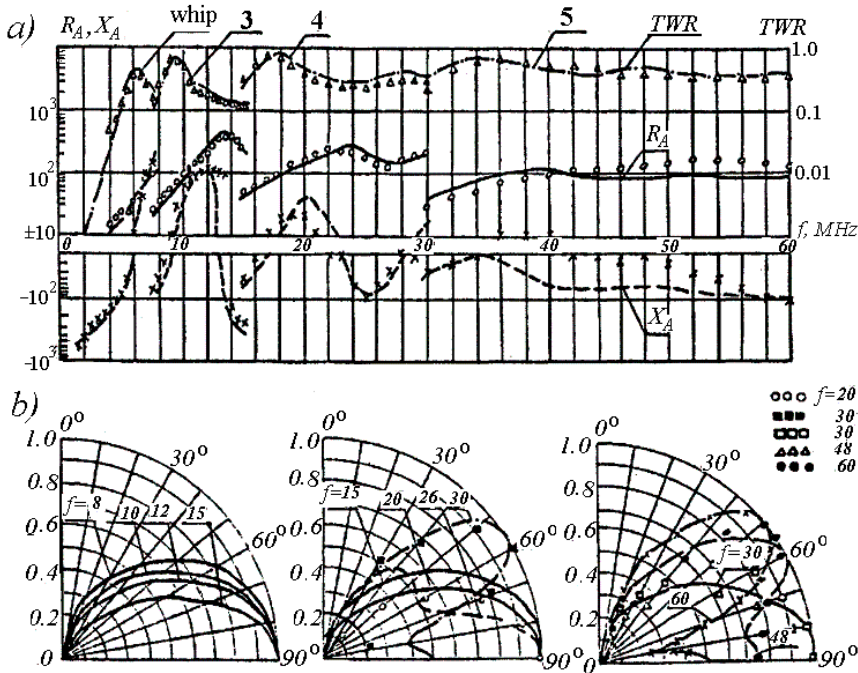 a)
R_A, X_A
whip
3
4
5
TWR
TWR
10³
10²
±10
-10²
-10³
1.0
0.1
0.01
R_A
X_A
0 10 20 30 40 50 60
f, MHz
b)
0° 30° 60° 90°
1.0
0.8
0.6
0.4
0.2
0
f=8 10 12 15
0° 30° 60° 90°
1.0
0.8
0.6
0.4
0.2
0
f=15 20 26 30
0° 30° 60° 90°
1.0
0.8
0.6
0.4
0.2
0
f=30
60
48
f=20
30
30
48
60